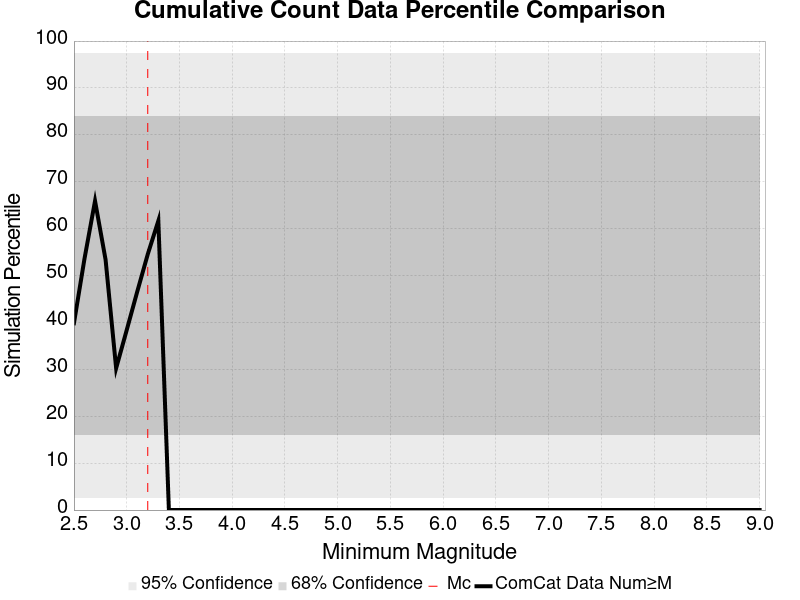 Cumulative Count Data Percentile Comparison
100
90
80
70
60
50
40
30
20
10
0
Simulation Percentile
2.5 3.0 3.5 4.0 4.5 5.0 5.5 6.0 6.5 7.0 7.5 8.0 8.5 9.0
Minimum Magnitude
95% Confidence 68% Confidence Mc ComCat Data Num≥M